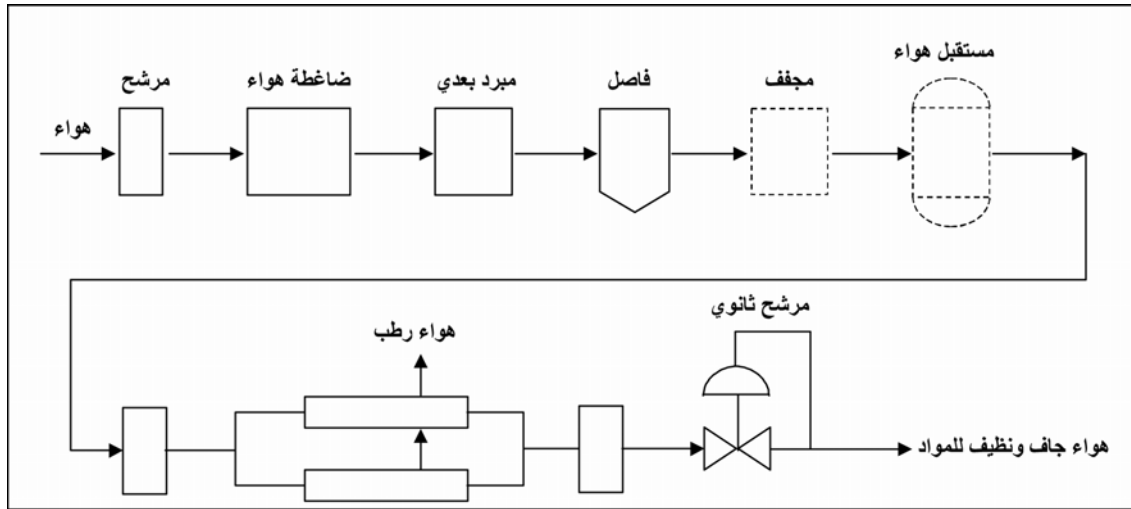 مستقبل هواء
مجفف
فاصل
مبرد بعدي
ضاغطة هواء
مرشح
هواء
مرشح ثانوي
هواء رطب
هواء جاف ونظيف للمواد